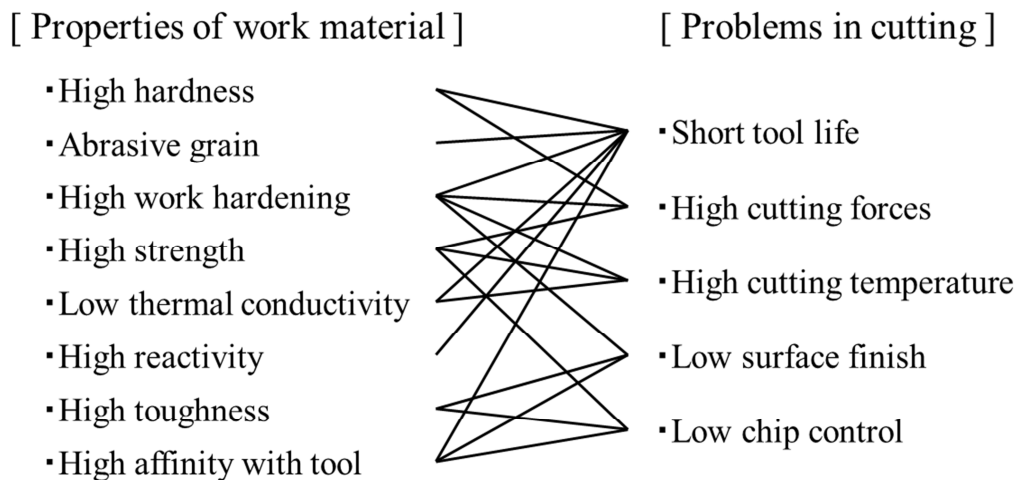 [ Properties of work material ]
・High hardness
・Abrasive grain
・High work hardening
・High strength
・Low thermal conductivity
・High reactivity
・High toughness
・High affinity with tool
[ Problems in cutting ]
・Short tool life
・High cutting forces
・High cutting temperature
・Low surface finish
・Low chip control